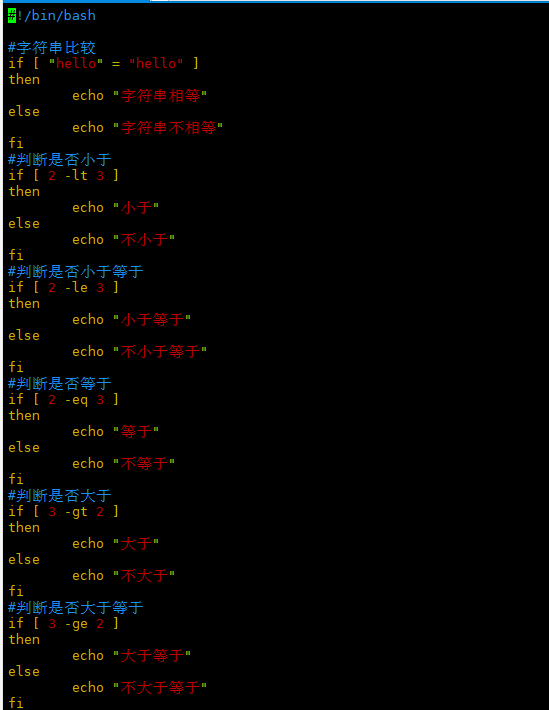 #!/bin/bash

#字符串比较
if [ "hello" = "hello" ]
then
        echo "字符串相等"
else
        echo "字符串不相等"
fi
#判断是否小于
if [ 2 -lt 3 ]
then
        echo "小于"
else
        echo "不小于"
fi
#判断是否小于等于
if [ 2 -le 3 ]
then
        echo "小于等于"
else
        echo "不小于等于"
fi
#判断是否等于
if [ 2 -eq 3 ]
then
        echo "等于"
else
        echo "不等于"
fi
#判断是否大于
if [ 3 -gt 2 ]
then
        echo "大于"
else
        echo "不大于"
fi
#判断是否大于等于
if [ 3 -ge 2 ]
then
        echo "大于等于"
else
        echo "不大于等于"
fi